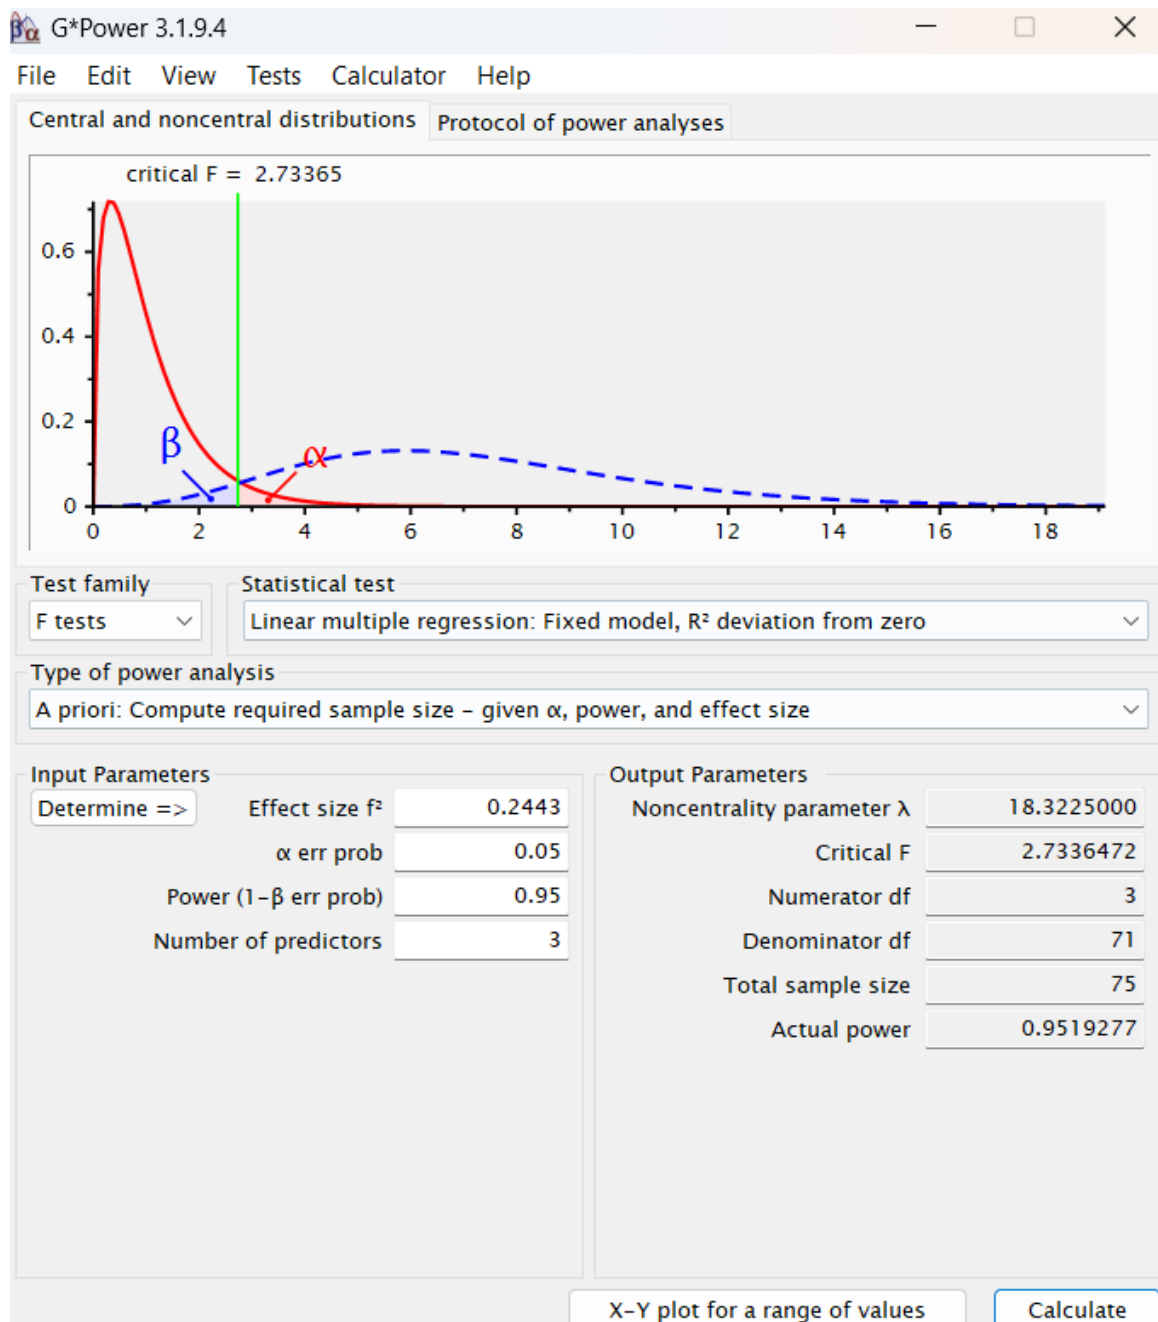 G*Power 3.1.9.4
File Edit View Tests Calculator Help
Central and noncentral distributions Protocol of power analyses
critical F = 2.73365
0.6
0.4
0.2
0
β
α
0 2 4 6 8 10 12 14 16 18
Test family
F tests
Statistical test
Linear multiple regression: Fixed model, R² deviation from zero
Type of power analysis
A priori: Compute required sample size – given α, power, and effect size
Input Parameters
Determine => Effect size f² 0.2443
α err prob 0.05
Power (1–β err prob) 0.95
Number of predictors 3
Output Parameters
Noncentrality parameter λ 18.3225000
Critical F 2.7336472
Numerator df 3
Denominator df 71
Total sample size 75
Actual power 0.9519277
X–Y plot for a range of values Calculate